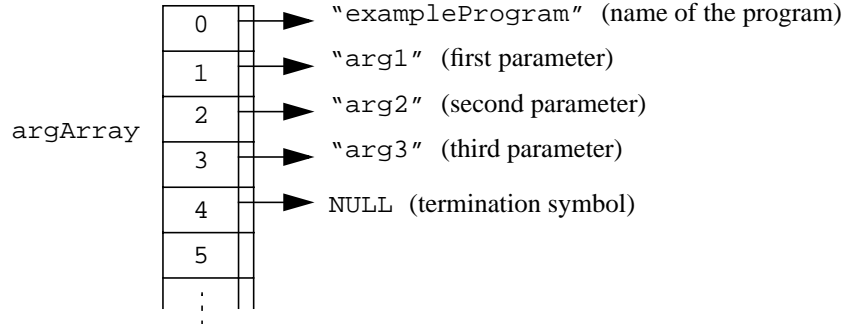 0 "exampleProgram" (name of the program)
1 "arg1" (first parameter)
2 "arg2" (second parameter)
argArray
3 "arg3" (third parameter)
4 NULL (termination symbol)
5